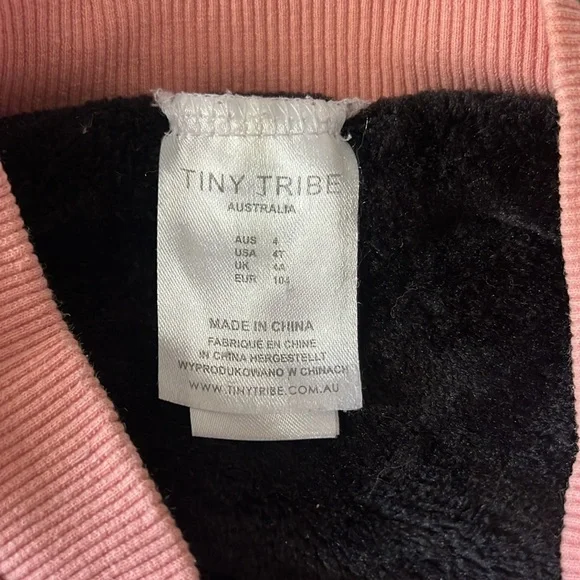 TINY TRIBE
AUSTRALIA
AUS 4
USA 4T
UK 4A
EUR 104
MADE IN CHINA
FABRIQUÉ EN CHINE
IN CHINA HERGESTELLT
WYPRODUKOWANO W CHINACH
WWW.TINYTRIBE.COM.AU